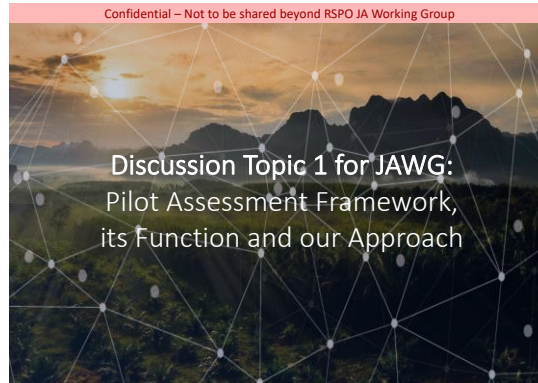 Confidential – Not to be shared beyond RSPO JA Working Group
Discussion Topic 1 for JAWG:
Pilot Assessment Framework,
its Function and our Approach